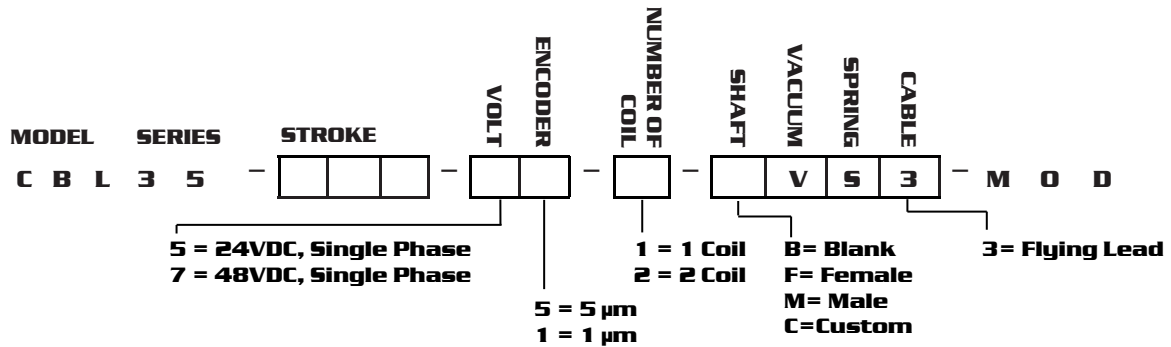 MODEL SERIES STROKE VOLT ENCODER NUMBER OF COIL SHAFT VACUUM SPRING CABLE
C B L 3 5 - - - - V S 3 - M O D
5 = 24VDC, Single Phase
7 = 48VDC, Single Phase
5 = 5 µm
1 = 1 µm
1 = 1 Coil
2 = 2 Coil
B= Blank
F= Female
M= Male
C=Custom
3= Flying Lead